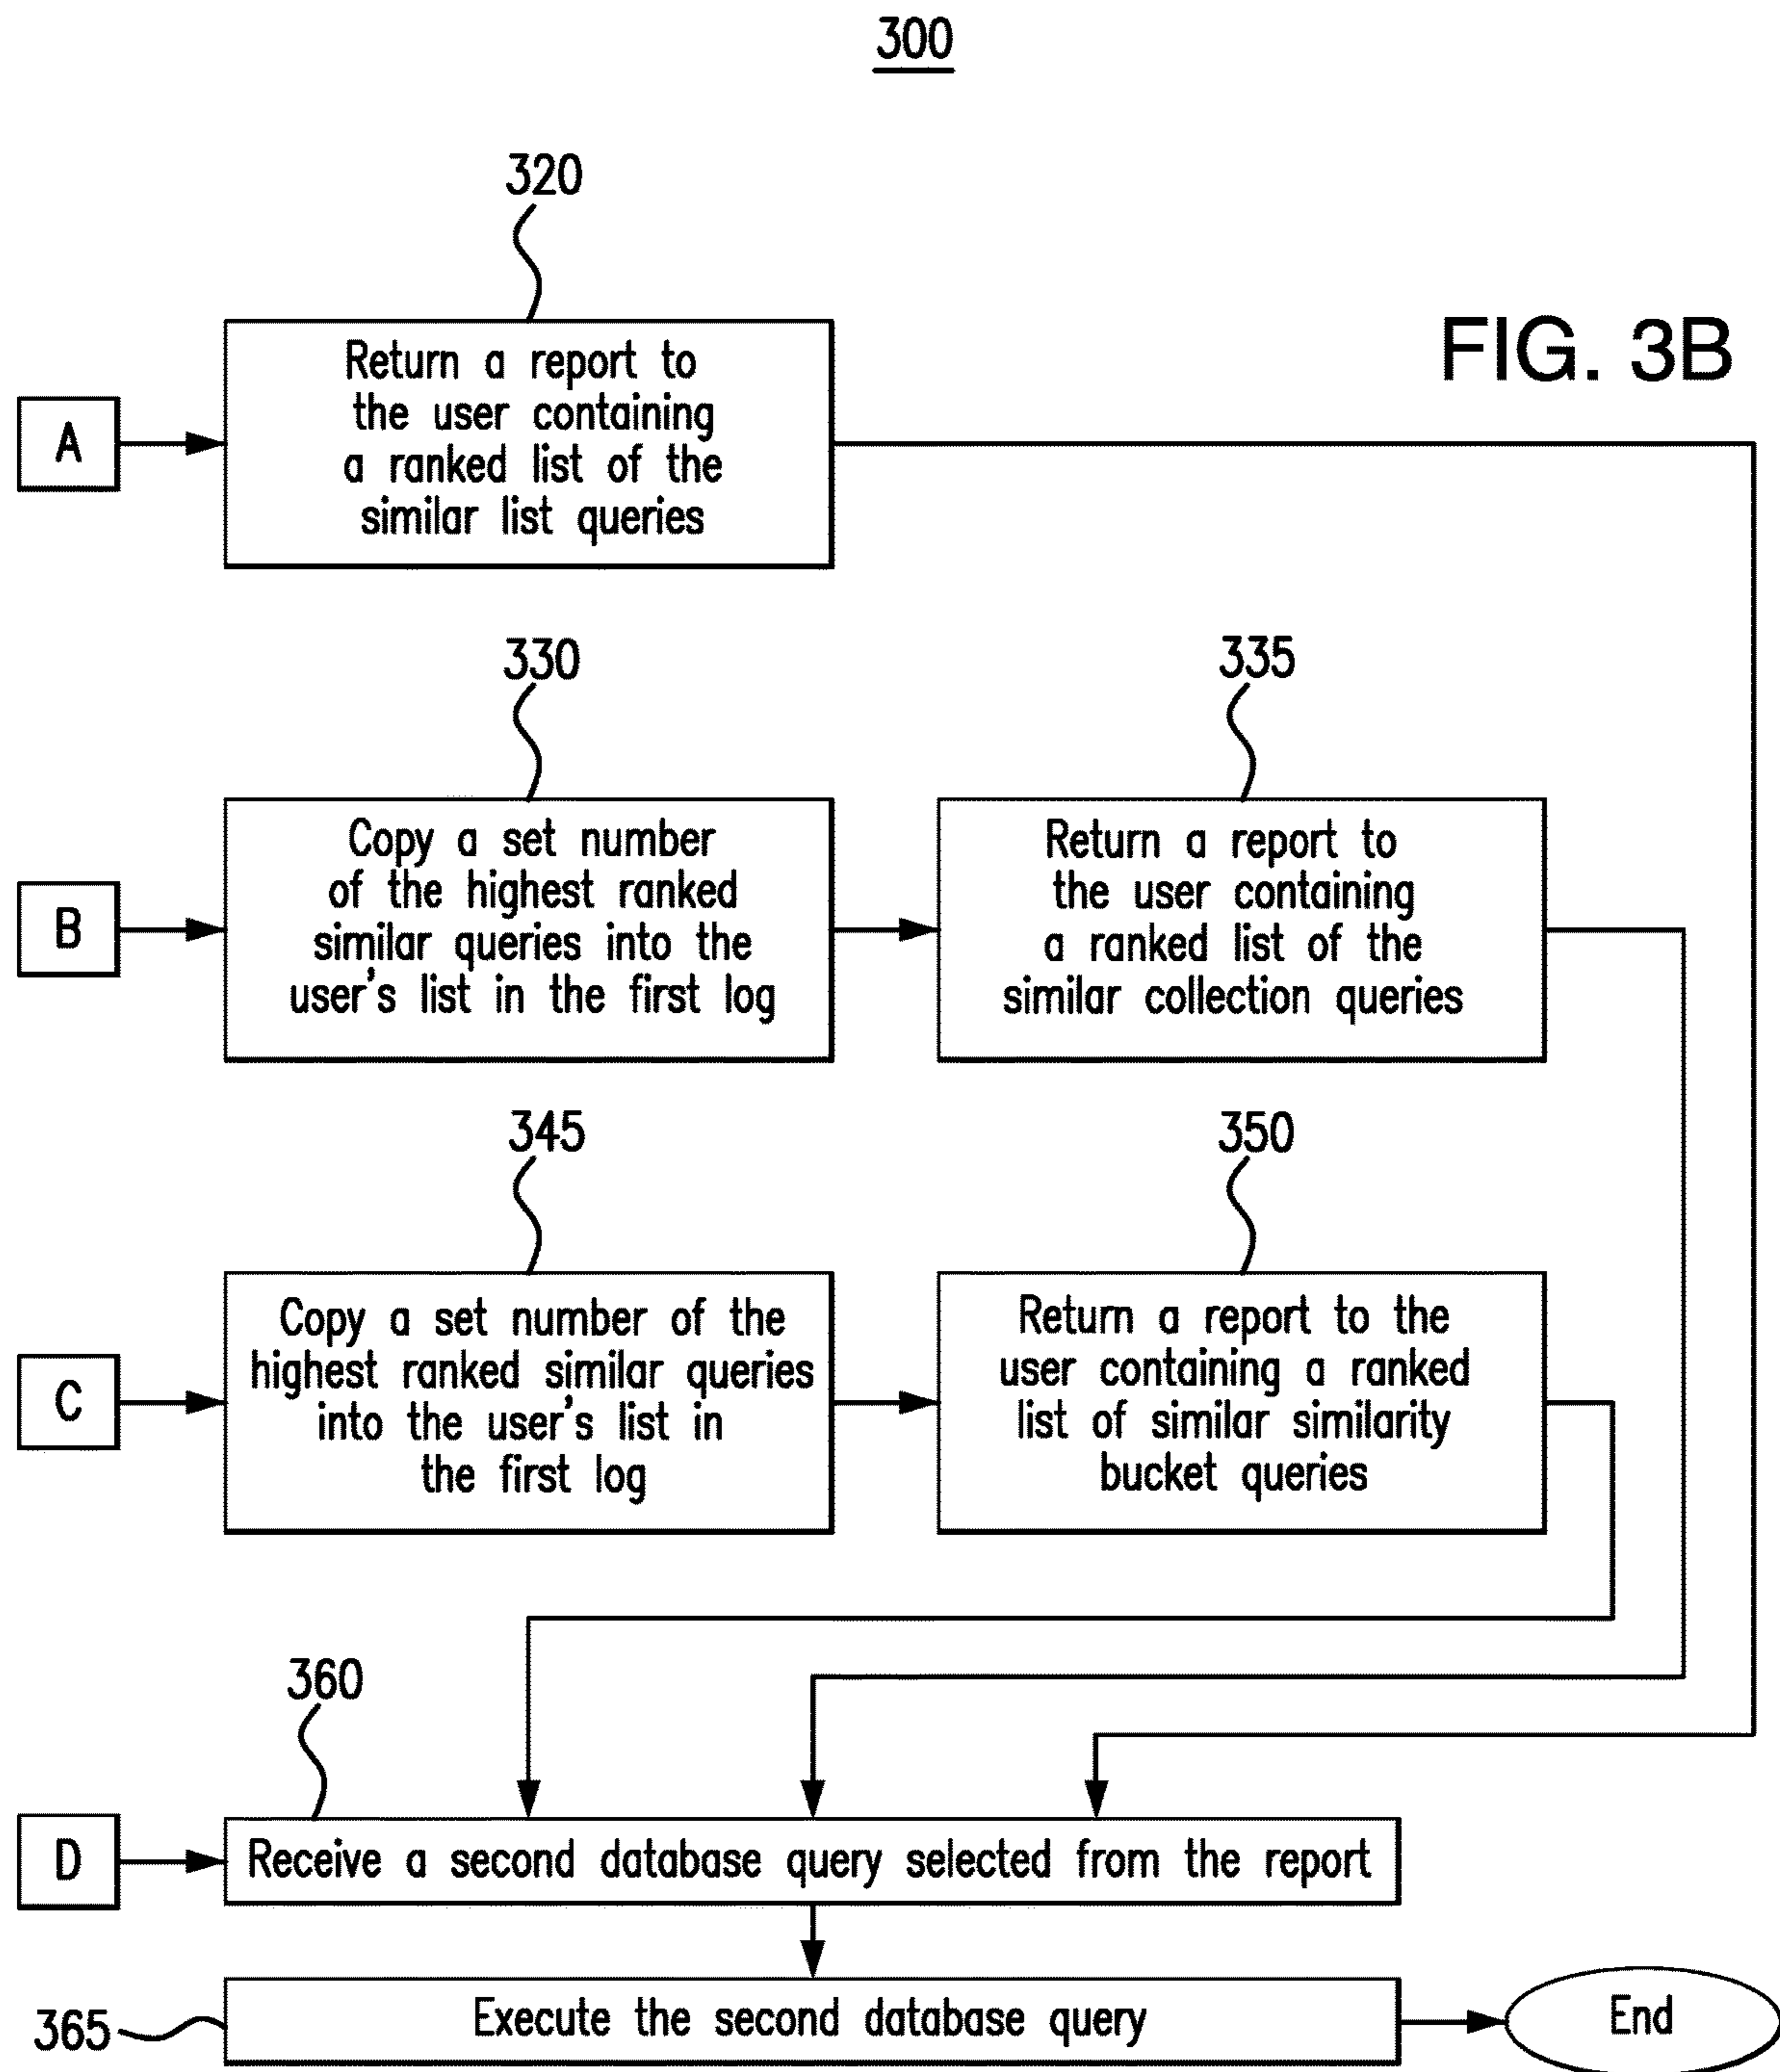 300
320
FIG. 3B
A
Return a report to
the user containing
a ranked list of the
similar list queries
330
335
B
Copy a set number
of the highest ranked
similar queries into the
user's list in the first log
Return a report to
the user containing
a ranked list of the
similar collection queries
345
350
C
Copy a set number of the
highest ranked similar queries
into the user's list in
the first log
Return a report to the
user containing a ranked
list of similar similarity
bucket queries
360
D
Receive a second database query selected from the report
365
Execute the second database query
End